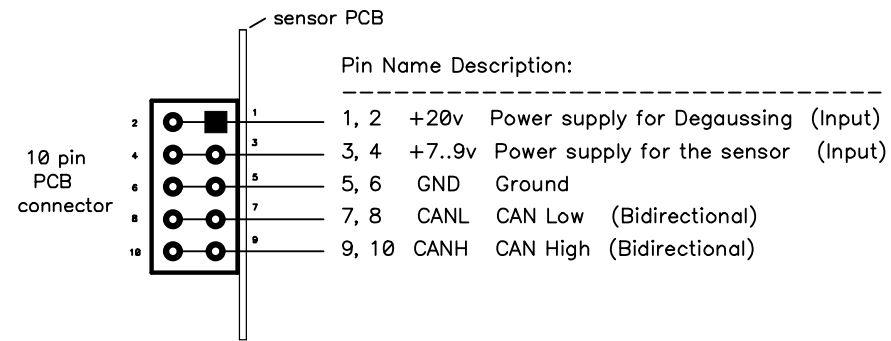 sensor PCB
Pin Name Description:
1, 2 +20v Power supply for Degaussing (Input)
3, 4 +7..9v Power supply for the sensor (Input)
5, 6 GND Ground
7, 8 CANL CAN Low (Bidirectional)
9, 10 CANH CAN High (Bidirectional)
10 pin
PCB
connector
2 1
4 3
6 5
8 7
10 9